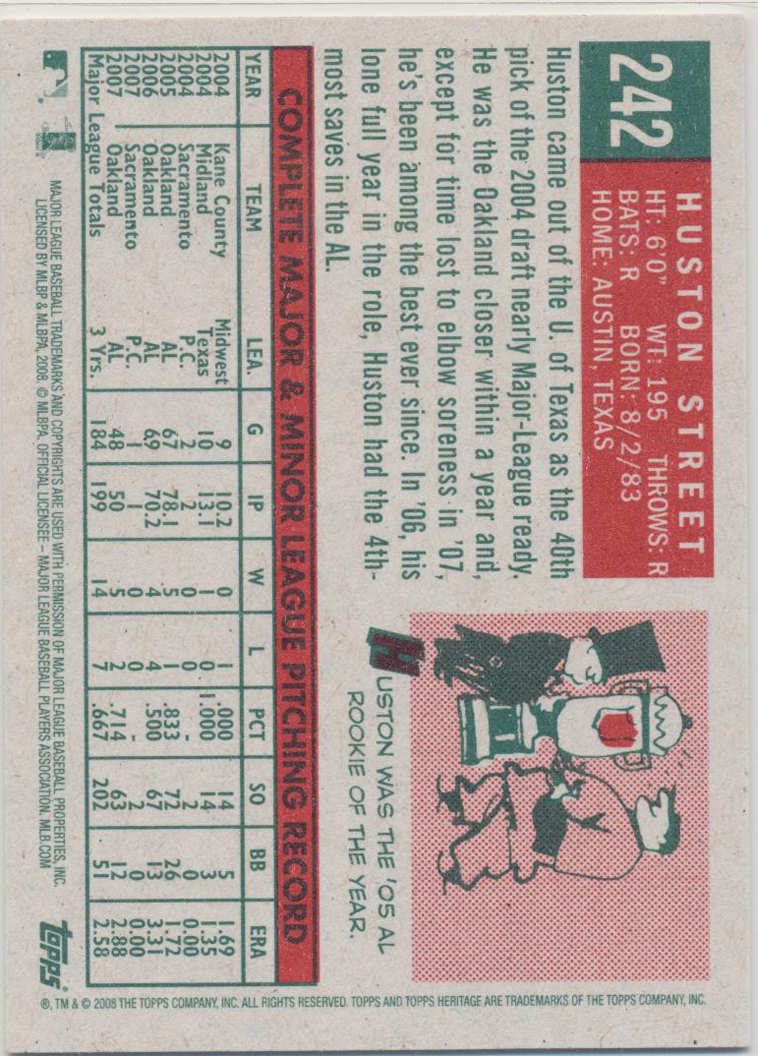 242
HUSTON STREET
HT: 6'0" WT: 195 THROWS: R
BATS: R BORN: 8/2/83
HOME: AUSTIN, TEXAS
Huston came out of the U. of Texas as the 40th
pick of the 2004 draft nearly Major-League ready.
He was the Oakland closer within a year and,
except for time lost to elbow soreness in '07,
he's been among the best ever since. In '06, his
lone full year in the role, Huston had the 4th-
most saves in the AL.
HUSTON WAS THE '05 AL
ROOKIE OF THE YEAR.
COMPLETE MAJOR & MINOR LEAGUE PITCHING RECORD
YEAR TEAM LEA. G IP W L PCT SO BB ERA
2004 Kane County Midwest 9 10.2 0 1 .000 14 5 1.69
2004 Midland Texas 10 13.1 1 0 1.000 14 3 1.35
2004 Sacramento P.C. 2 2 0 0 - 2 0 0.00
2005 Oakland AL 67 78.1 5 1 .833 72 26 1.72
2006 Oakland AL 69 70.2 4 4 .500 67 13 3.31
2007 Sacramento P.C. 1 1 0 0 - 2 0 0.00
2007 Oakland AL 48 50 5 2 .714 63 12 2.88
Major League Totals 3 Yrs. 184 199 14 7 .667 202 51 2.58
MAJOR LEAGUE BASEBALL TRADEMARKS AND COPYRIGHTS ARE USED WITH PERMISSION OF MAJOR LEAGUE BASEBALL PROPERTIES, INC.
LICENSED BY MLBP & MLBPA, 2008. © MLBPA. OFFICIAL LICENSEE – MAJOR LEAGUE BASEBALL PLAYERS ASSOCIATION. MLB.COM
topps®
®, TM & © 2008 THE TOPPS COMPANY, INC. ALL RIGHTS RESERVED. TOPPS AND TOPPS HERITAGE ARE TRADEMARKS OF THE TOPPS COMPANY, INC.